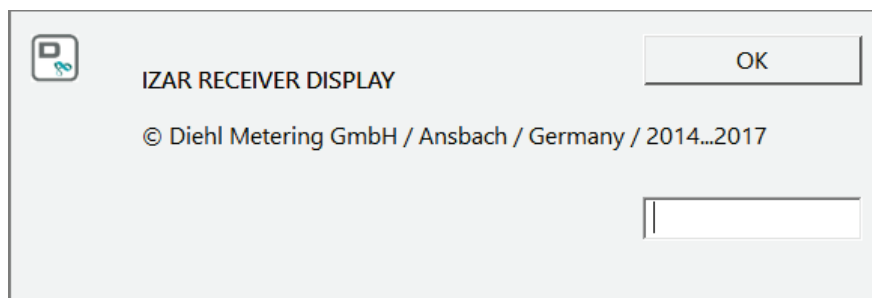 OK
IZAR RECEIVER DISPLAY
© Diehl Metering GmbH / Ansbach / Germany / 2014...2017